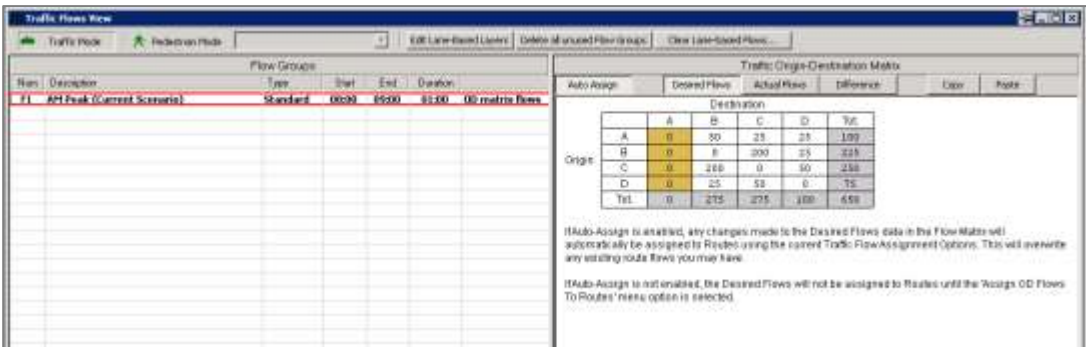 Traffic Flows View
Traffic Mode Pedestrian Mode Edit Lane-Based Layers Delete all unused Flow Groups Clear Lane-Based Flows...
Flow Groups
Num Description Type Start End Duration
F1 AM Peak (Current Scenario) Standard 08:00 09:00 01:00 OD matrix flows
Traffic Origin-Destination Matrix
Auto Assign Desired Flows Actual Flows Difference Copy Paste
Destination
A B C D Tot.
Origin
A 0 50 25 25 100
B 0 0 200 25 225
C 0 200 0 50 250
D 0 25 50 0 75
Tot. 0 275 275 100 650
If Auto-Assign is enabled, any changes made to the Desired Flows data in the Flow Matrix will
automatically be assigned to Routes using the current Traffic Flow Assignment Options. This will overwrite
any existing route flows you may have.
If Auto-Assign is not enabled, the Desired Flows will not be assigned to Routes until the 'Assign OD Flows
To Routes' menu option is selected.